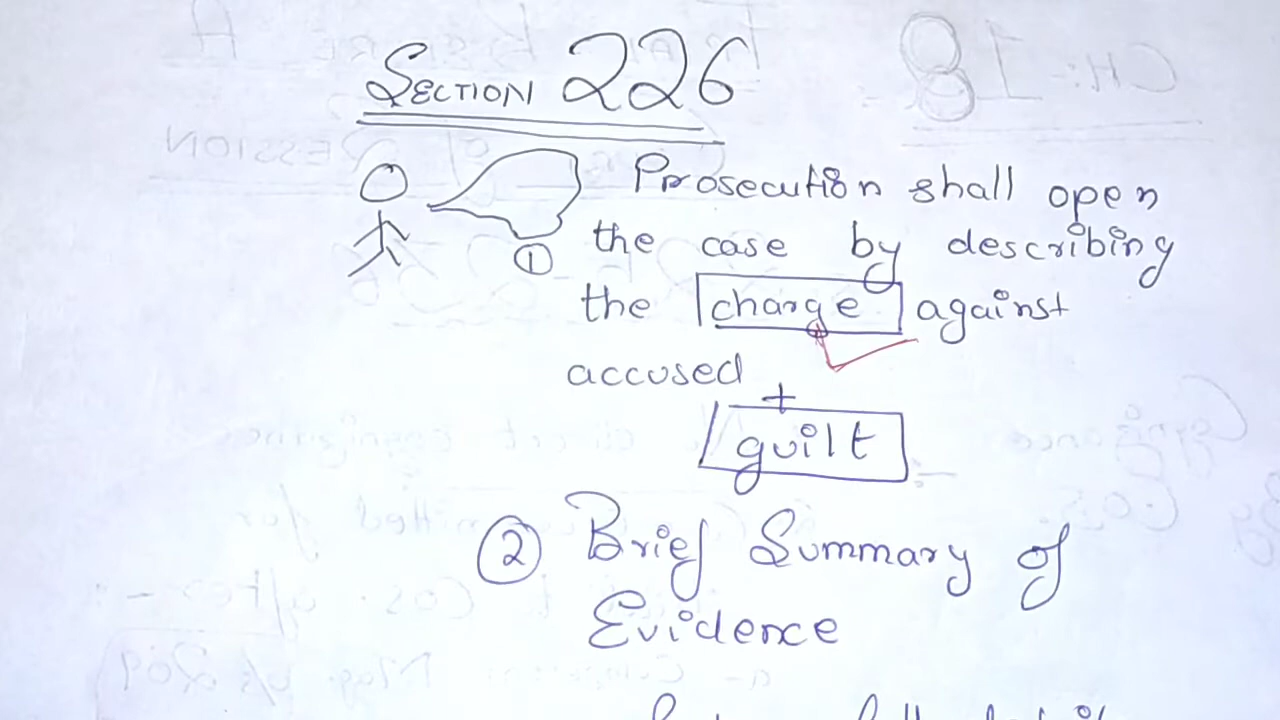 SECTION 226
① Prosecution shall open
the case by describing
the charge against
accused
+
guilt
② Brief Summary of
Evidence